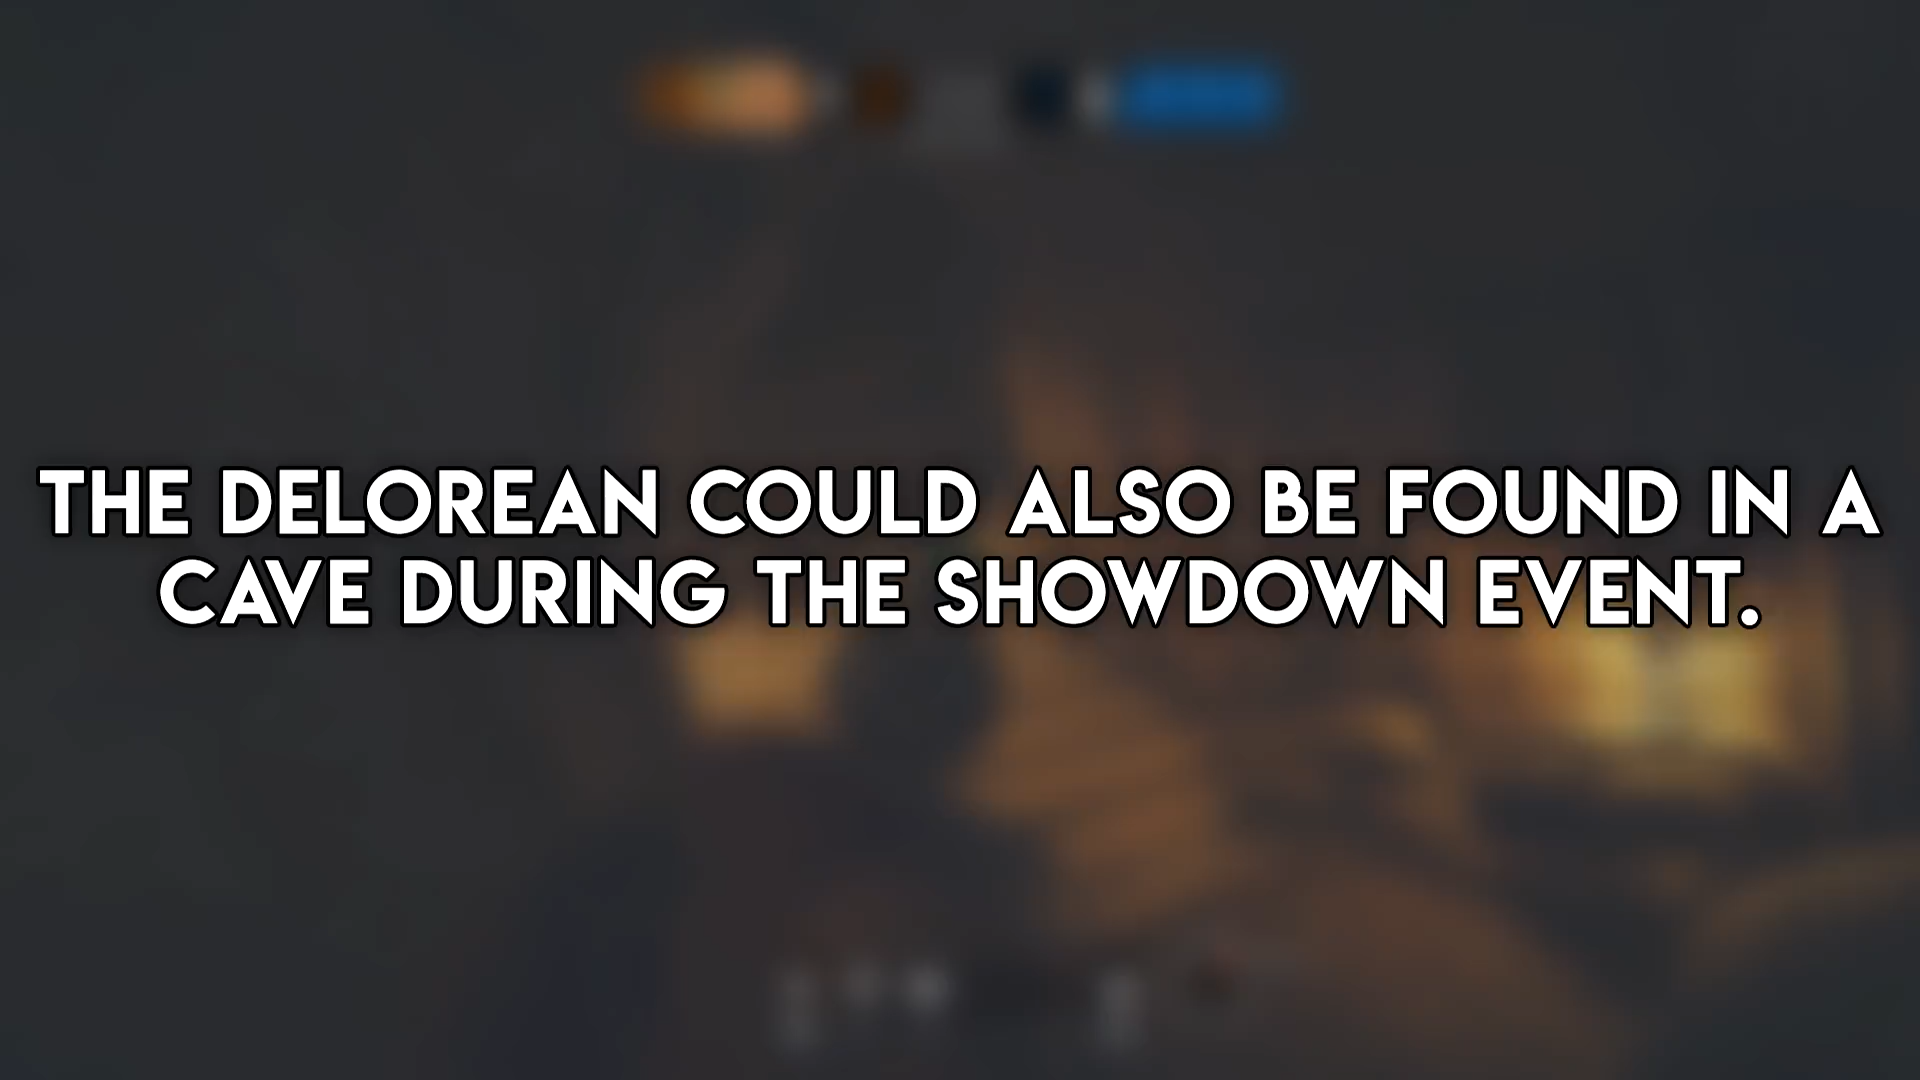 THE DELOREAN COULD ALSO BE FOUND IN A
CAVE DURING THE SHOWDOWN EVENT.